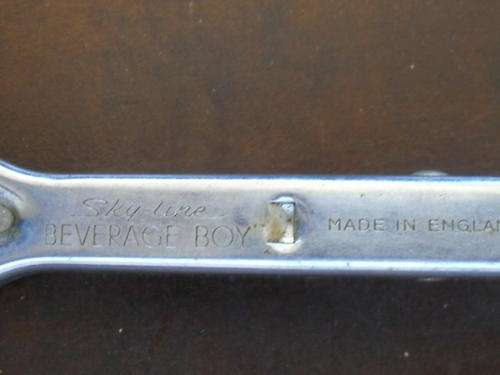 Sky-line
BEVERAGE BOY"
MADE IN ENGLAN